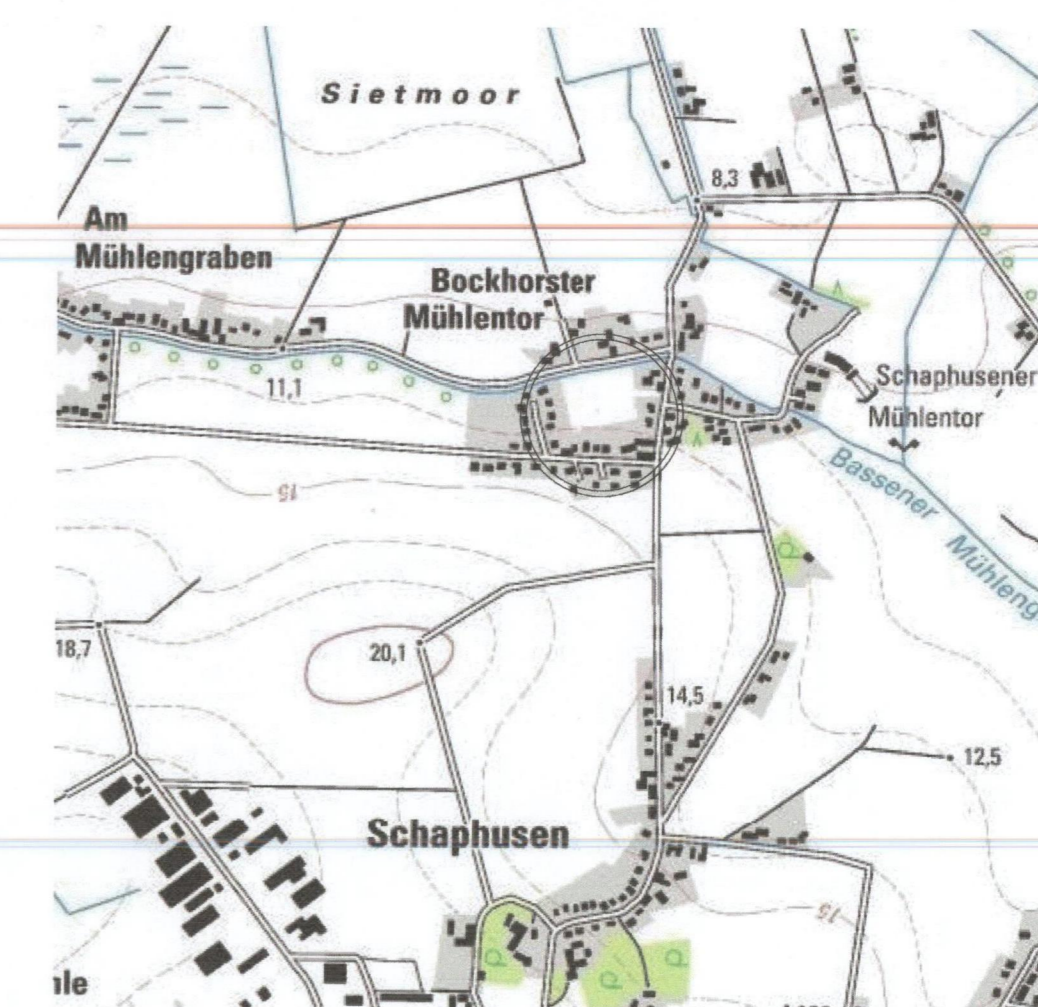 Sietmoor
8,3
Am
Mühlengraben
Bockhorster
Mühlentor
11,1
Schaphusener
Mühlentor
Bassener Mühleng
15
18,7
20,1
14,5
12,5
Schaphusen
15
hle